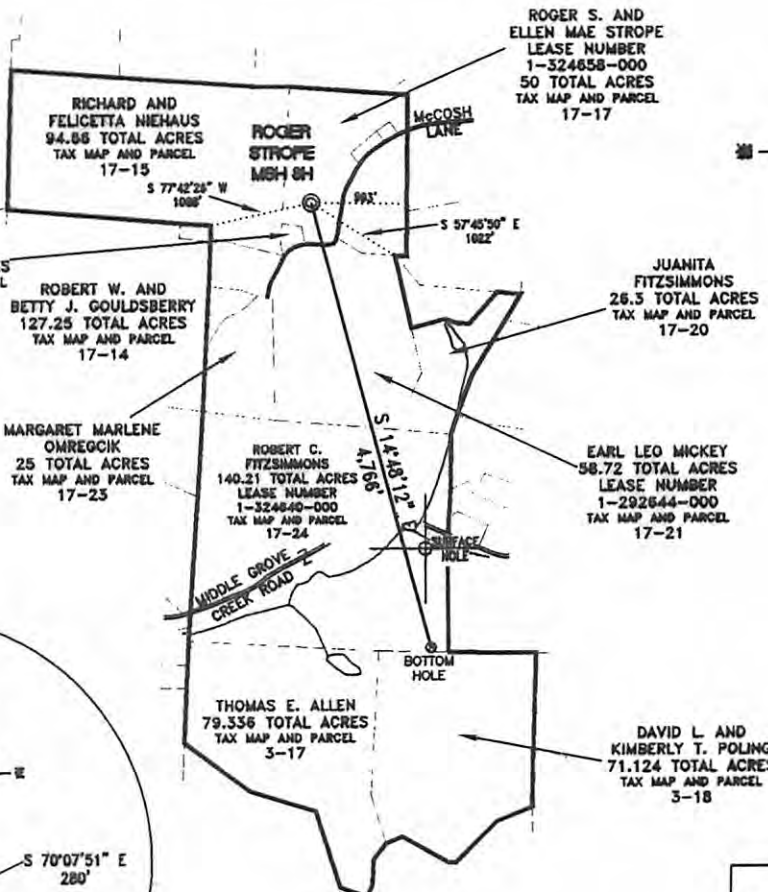 ROGER S. AND
ELLEN MAE STROPE
LEASE NUMBER
1-324658-000
50 TOTAL ACRES
TAX MAP AND PARCEL
17-17
RICHARD AND
FELICETTA NIEHAUS
94.66 TOTAL ACRES
TAX MAP AND PARCEL
17-15
ROGER
STROPE
MSH 8H
McCOSH
LANE
S 77°42'26" W
993'
S 57°45'50" E
1022'
ROBERT W. AND
BETTY J. GOULDSBERRY
127.25 TOTAL ACRES
TAX MAP AND PARCEL
17-14
JUANITA
FITZSIMMONS
26.3 TOTAL ACRES
TAX MAP AND PARCEL
17-20
MARGARET MARLENE
OMREGCIK
25 TOTAL ACRES
TAX MAP AND PARCEL
17-23
S 14°48'12" E
4,766'
ROBERT C.
FITZSIMMONS
140.21 TOTAL ACRES
LEASE NUMBER
1-324640-000
TAX MAP AND PARCEL
17-24
EARL LEO MICKEY
58.72 TOTAL ACRES
LEASE NUMBER
1-292644-000
TAX MAP AND PARCEL
17-21
SURFACE
HOLE
MIDDLE GROVE
CREEK ROAD
BOTTOM
HOLE
THOMAS E. ALLEN
79.336 TOTAL ACRES
TAX MAP AND PARCEL
3-17
DAVID L. AND
KIMBERLY T. POLING
71.124 TOTAL ACRES
TAX MAP AND PARCEL
3-18
S 70°07'51" E
280'